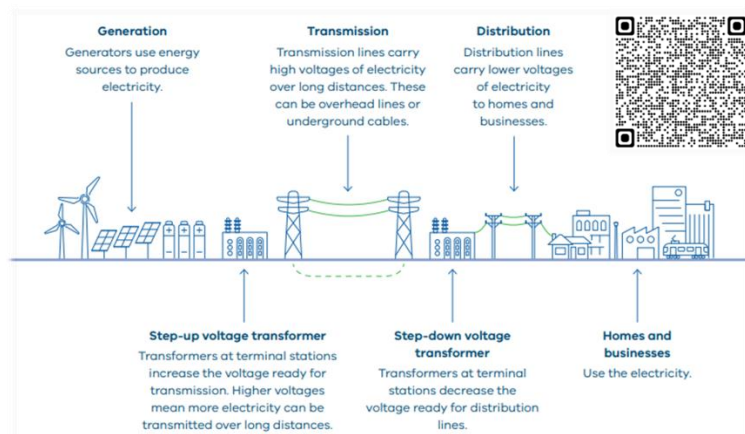 Generation
Generators use energy
sources to produce
electricity.
Transmission
Transmission lines carry
high voltages of electricity
over long distances. These
can be overhead lines or
underground cables.
Distribution
Distribution lines
carry lower voltages
of electricity
to homes and
businesses.
Step-up voltage transformer
Transformers at terminal stations
increase the voltage ready for
transmission. Higher voltages
mean more electricity can be
transmitted over long distances.
Step-down voltage
transformer
Transformers at terminal
stations decrease the
voltage ready for distribution
lines.
Homes and
businesses
Use the electricity.